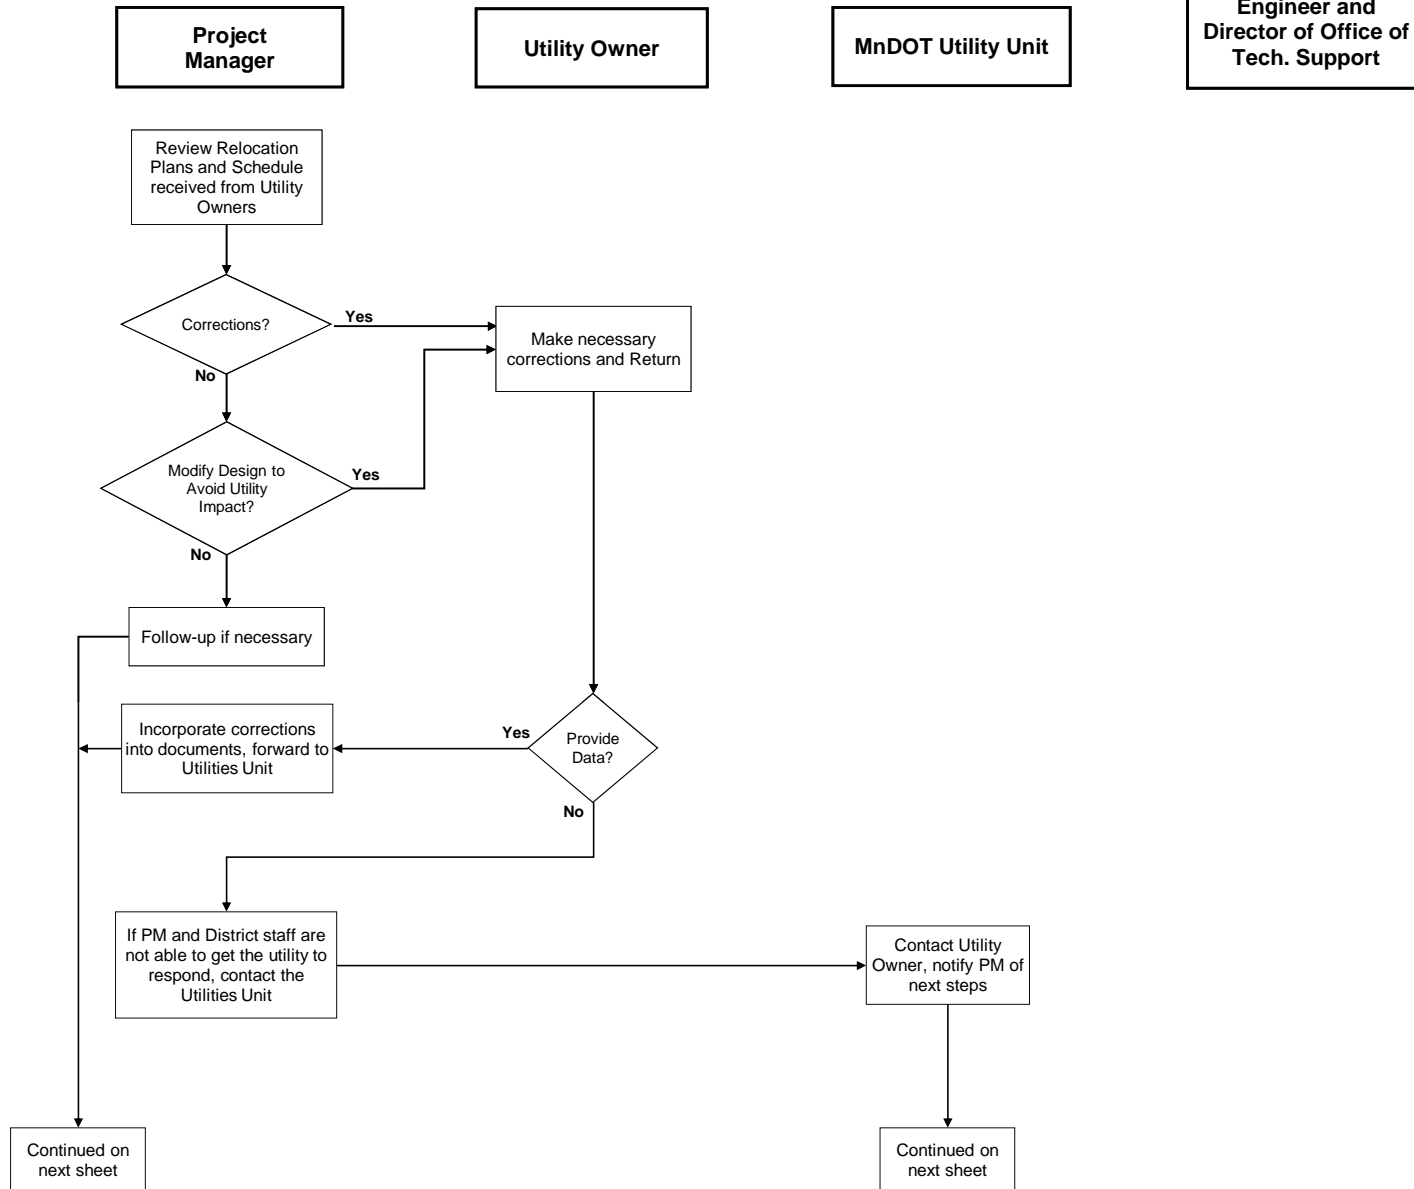 Project
Manager
Utility Owner
MnDOT Utility Unit
Engineer and
Director of Office of
Tech. Support
Review Relocation
Plans and Schedule
received from Utility
Owners
Corrections?
Yes
Make necessary
corrections and Return
No
Modify Design to
Avoid Utility
Impact?
Yes
No
Follow-up if necessary
Incorporate corrections
into documents, forward to
Utilities Unit
Yes
Provide
Data?
No
If PM and District staff are
not able to get the utility to
respond, contact the
Utilities Unit
Contact Utility
Owner, notify PM of
next steps
Continued on
next sheet
Continued on
next sheet